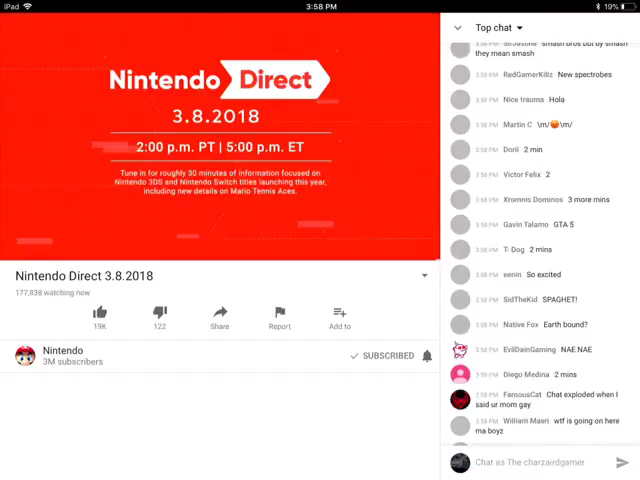 iPad
3:58 PM
19%
Nintendo Direct
3.8.2018
2:00 p.m. PT | 5:00 p.m. ET
Tune in for roughly 30 minutes of information focused on
Nintendo 3DS and Nintendo Switch titles launching this year,
including new details on Mario Tennis Aces.
Nintendo Direct 3.8.2018
177,838 watching now
19K
122
Share
Report
Add to
Nintendo
3M subscribers
SUBSCRIBED
Top chat
smash bros but by smash
they mean smash
3:58 PM RedGamerKillz New spectrobes
3:58 PM Nice trauma Hola
3:58 PM Martin C \m/😡\m/
3:58 PM Doril 2 min
3:58 PM Victor Felix 2
3:58 PM Xromnis Dominos 3 more mins
3:58 PM Gavin Talamo GTA 5
3:58 PM T- Dog 2 mins
3:58 PM eenin So excited
3:58 PM SidTheKid SPAGHET!
3:58 PM Native Fox Earth bound?
3:58 PM EvilDainGaming NAE NAE
3:59 PM Diego Medina 2 mins
3:58 PM FamousCat Chat exploded when I
said ur mom gay
3:58 PM William Masri wtf is going on here
ma boyz
Chat as The charzairdgamer